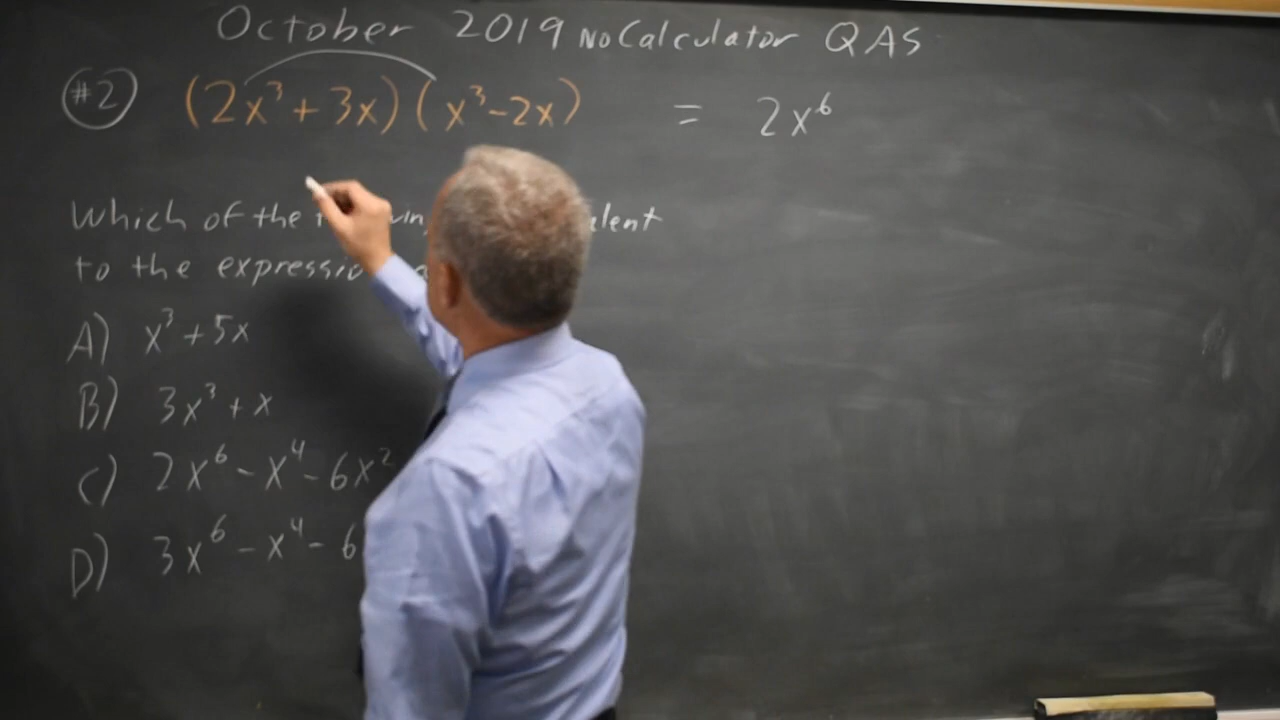 October 2019 No Calculator QAS
#2 (2x³ + 3x)(x³ - 2x) = 2x⁶
Which of the
to the
A) x³ + 5x
B) 3x³ + x
C) 2x⁶ - x⁴ - 6x²
D) 3x⁶ - x⁴ - 6